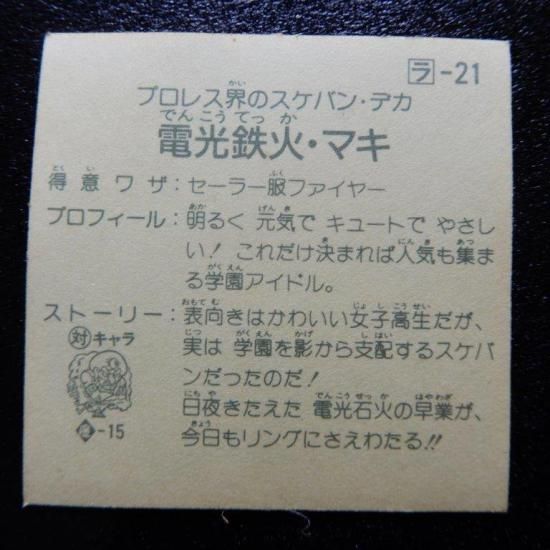 ラ-21
プロレス界のスケバン・デカ
電光鉄火・マキ
得意ワザ:セーラー服ファイヤー
プロフィール:明るく 元気で キュートで やさし
い! これだけ決まれば人気も集ま
る学園アイドル。
ストーリー:表向きはかわいい女子高生だが、
実は 学園を影から支配するスケバ
ンだったのだ!
日夜きたえた 電光石火の早業が、
今日もリングにさえわたる!!
対キャラ
-15